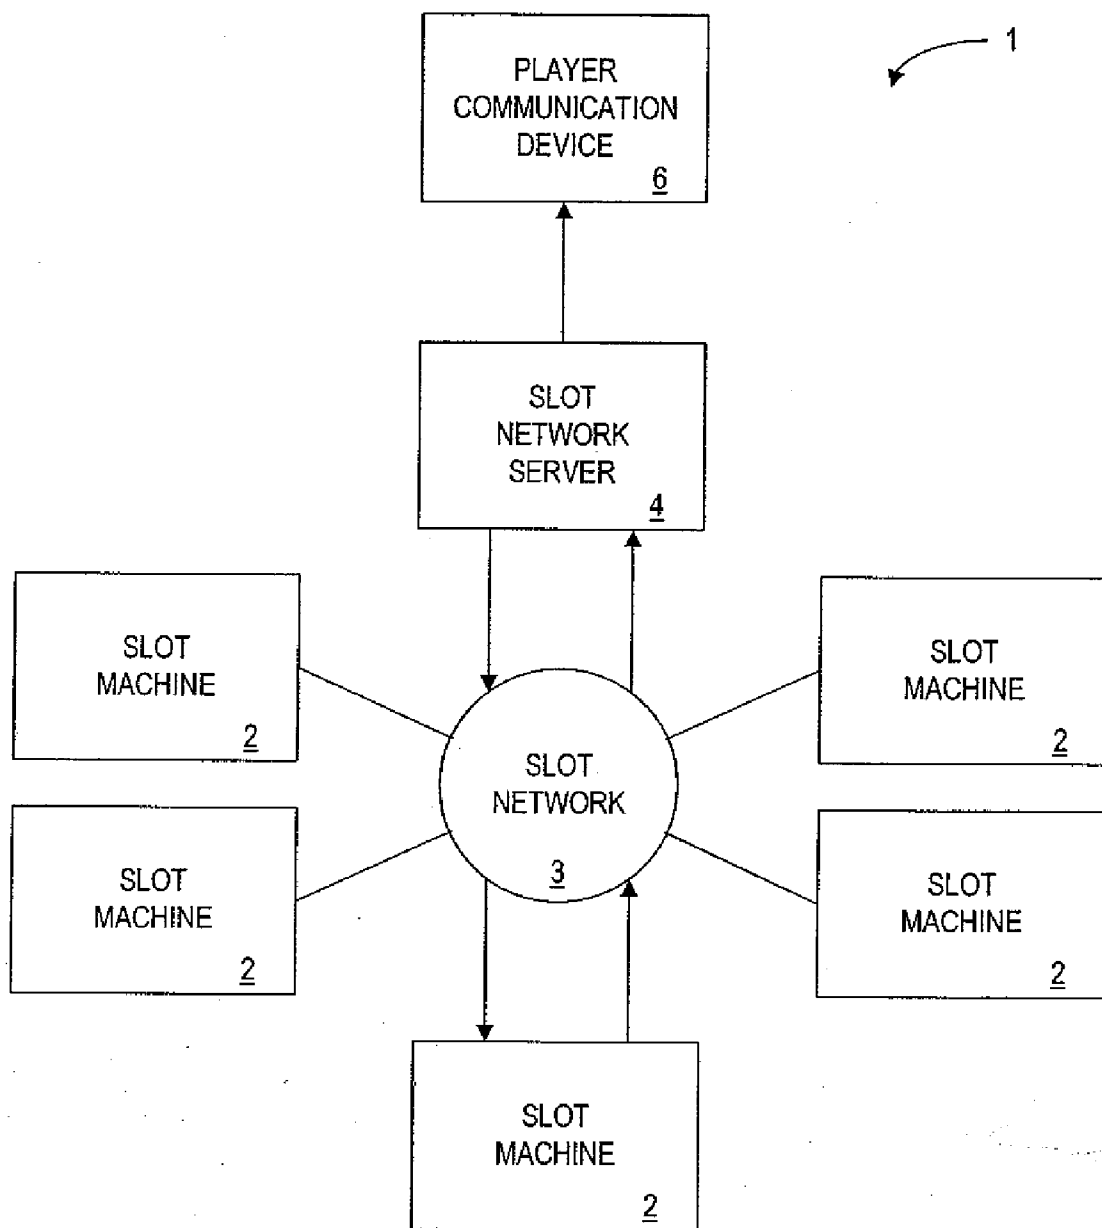 1
PLAYER
COMMUNICATION
DEVICE
6
SLOT
NETWORK
SERVER
4
SLOT
MACHINE
2
SLOT
MACHINE
2
SLOT
NETWORK
3
SLOT
MACHINE
2
SLOT
MACHINE
2
SLOT
MACHINE
2